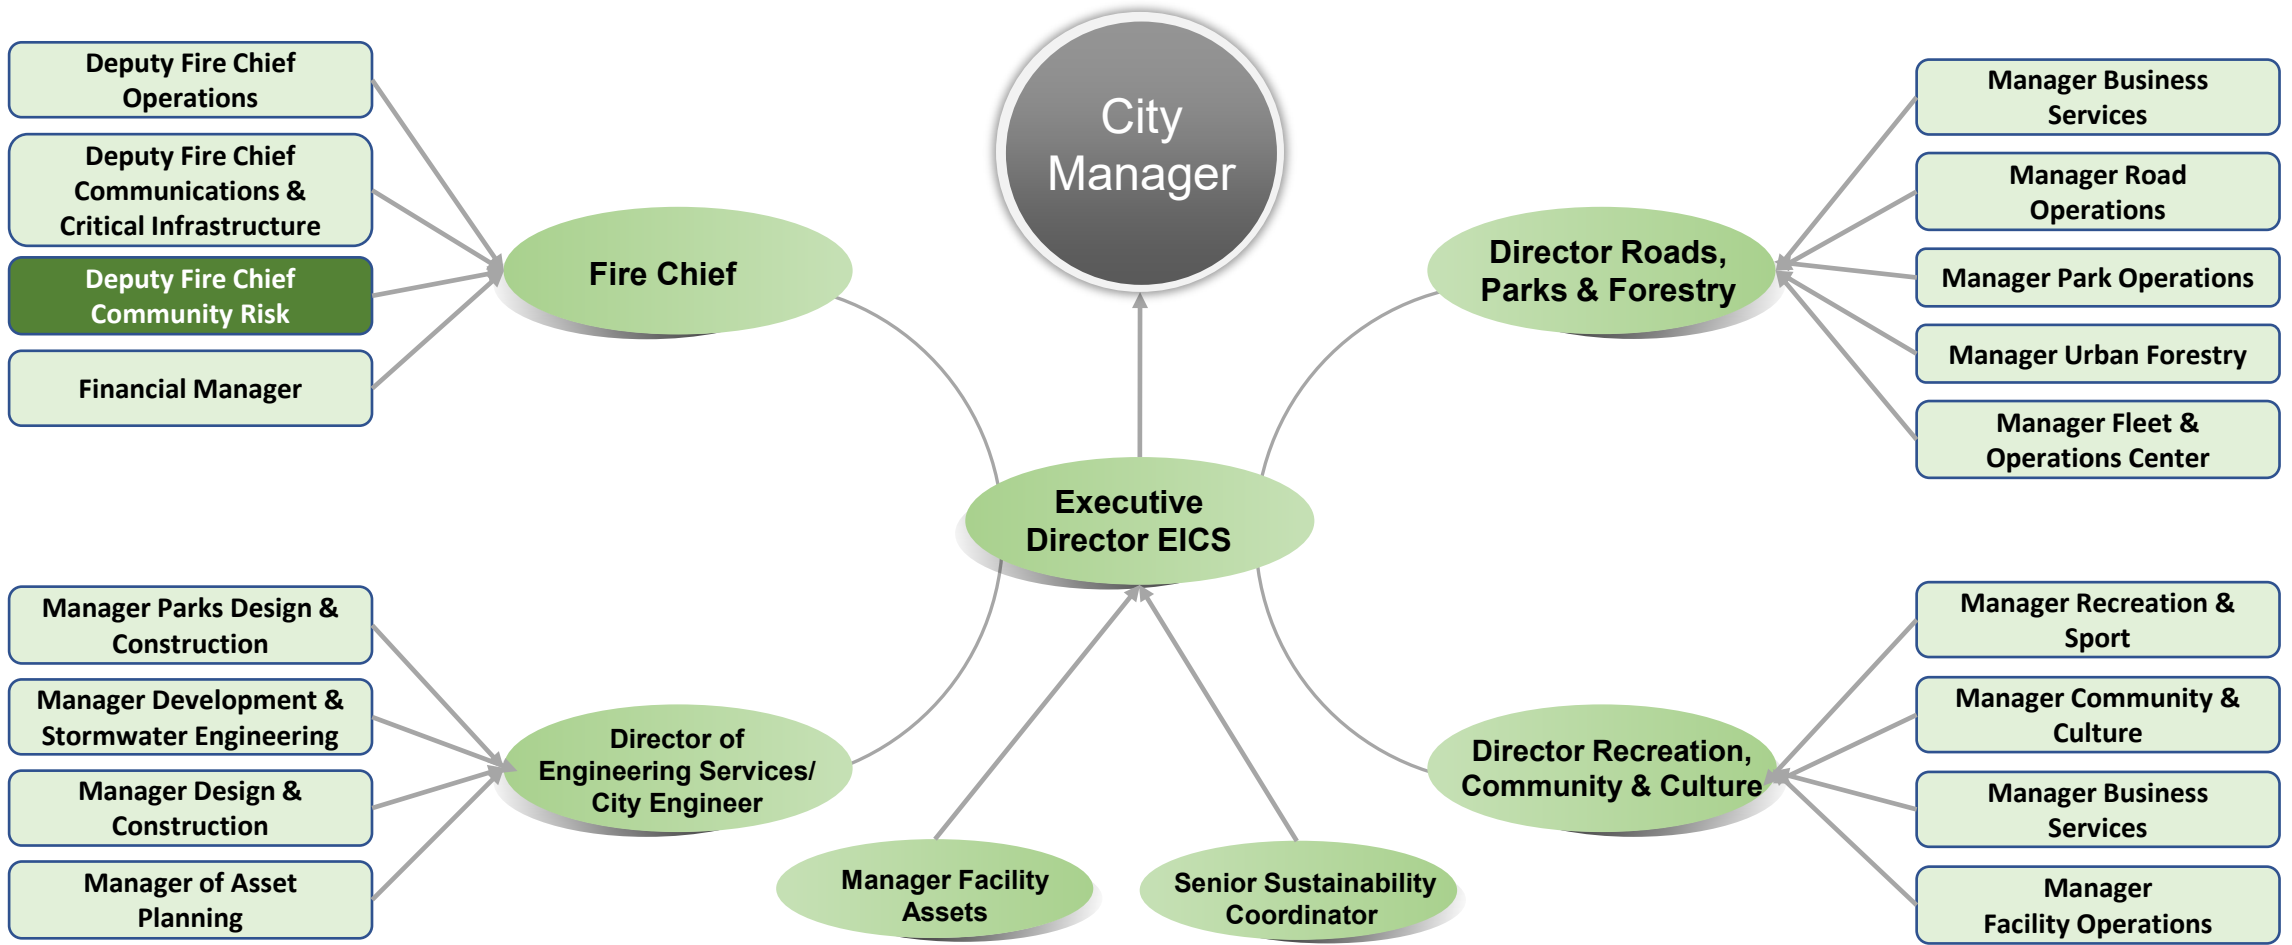 City
Manager
Deputy Fire Chief
Operations
Deputy Fire Chief
Communications &
Critical Infrastructure
Deputy Fire Chief
Community Risk
Financial Manager
Fire Chief
Director Roads,
Parks & Forestry
Manager Business
Services
Manager Road
Operations
Manager Park Operations
Manager Urban Forestry
Manager Fleet &
Operations Center
Executive
Director EICS
Manager Parks Design &
Construction
Manager Development &
Stormwater Engineering
Manager Design &
Construction
Manager of Asset
Planning
Director of
Engineering Services/
City Engineer
Manager Facility
Assets
Senior Sustainability
Coordinator
Director Recreation,
Community & Culture
Manager Recreation &
Sport
Manager Community &
Culture
Manager Business
Services
Manager
Facility Operations